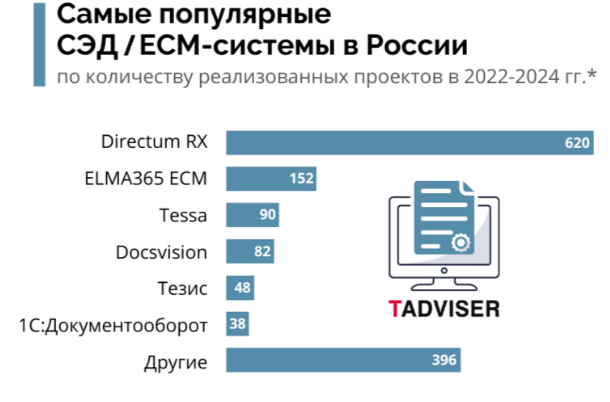 Самые популярные
СЭД / ECM-системы в России
по количеству реализованных проектов в 2022-2024 гг.*
Directum RX 620
ELMA365 ECM 152
Tessa 90
Docsvision 82
Тезис 48
1С:Документооборот 38
Другие 396
TADVISER